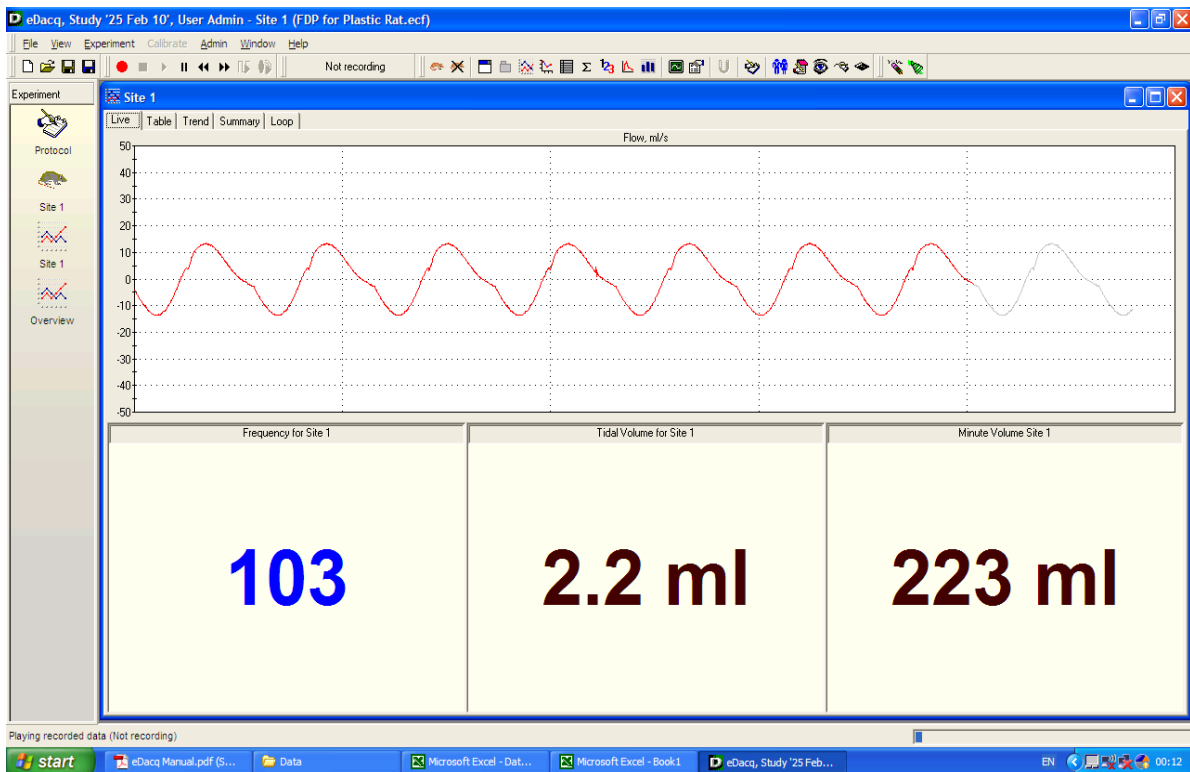 eDacq, Study '25 Feb 10', User Admin - Site 1 (FDP for Plastic Rat.ecf)
File View Experiment Calibrate Admin Window Help
Not recording
Experiment
Protocol
Site 1
Site 1
Overview
Site 1
Live Table Trend Summary Loop
Flow, ml/s
50
40
30
20
10
0
-10
-20
-30
-40
-50
Frequency for Site 1 Tidal Volume for Site 1 Minute Volume Site 1
103 2.2 ml 223 ml
Playing recorded data (Not recording)
start eDacq Manual.pdf (S... Data Microsoft Excel - Dat... Microsoft Excel - Book1 eDacq, Study '25 Feb... EN 00:12